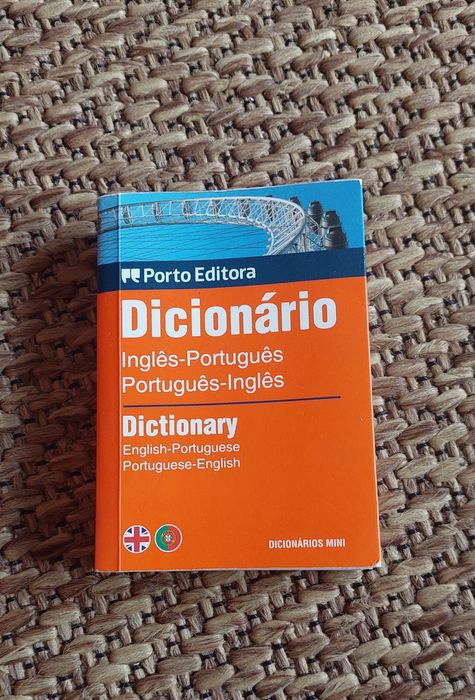 Porto Editora
Dicionário
Inglês-Português
Português-Inglês
Dictionary
English-Portuguese
Portuguese-English
DICIONÁRIOS MINI